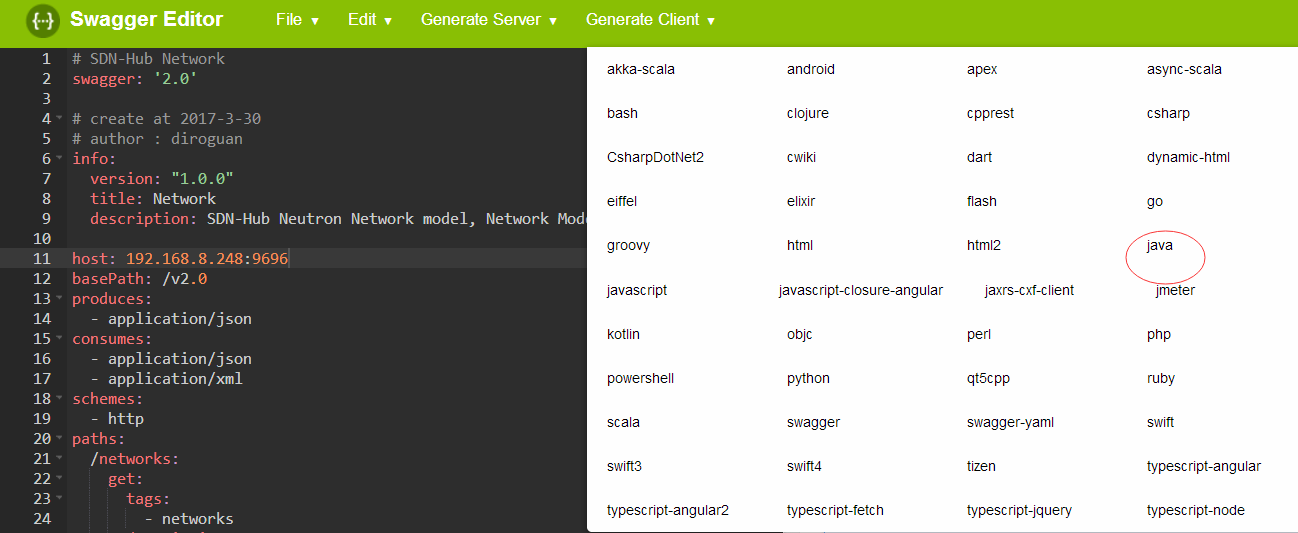 {···} Swagger Editor File ▼ Edit ▼ Generate Server ▼ Generate Client ▼
1 # SDN-Hub Network
2 swagger: '2.0'
3
4 # create at 2017-3-30
5 # author : diroguan
6 info:
7 version: "1.0.0"
8 title: Network
9 description: SDN-Hub Neutron Network model, Network Mod
10
11 host: 192.168.8.248:9696
12 basePath: /v2.0
13 produces:
14 - application/json
15 consumes:
16 - application/json
17 - application/xml
18 schemes:
19 - http
20 paths:
21 /networks:
22 get:
23 tags:
24 - networks
akka-scala android apex async-scala
bash clojure cpprest csharp
CsharpDotNet2 cwiki dart dynamic-html
eiffel elixir flash go
groovy html html2 java
javascript javascript-closure-angular jaxrs-cxf-client jmeter
kotlin objc perl php
powershell python qt5cpp ruby
scala swagger swagger-yaml swift
swift3 swift4 tizen typescript-angular
typescript-angular2 typescript-fetch typescript-jquery typescript-node